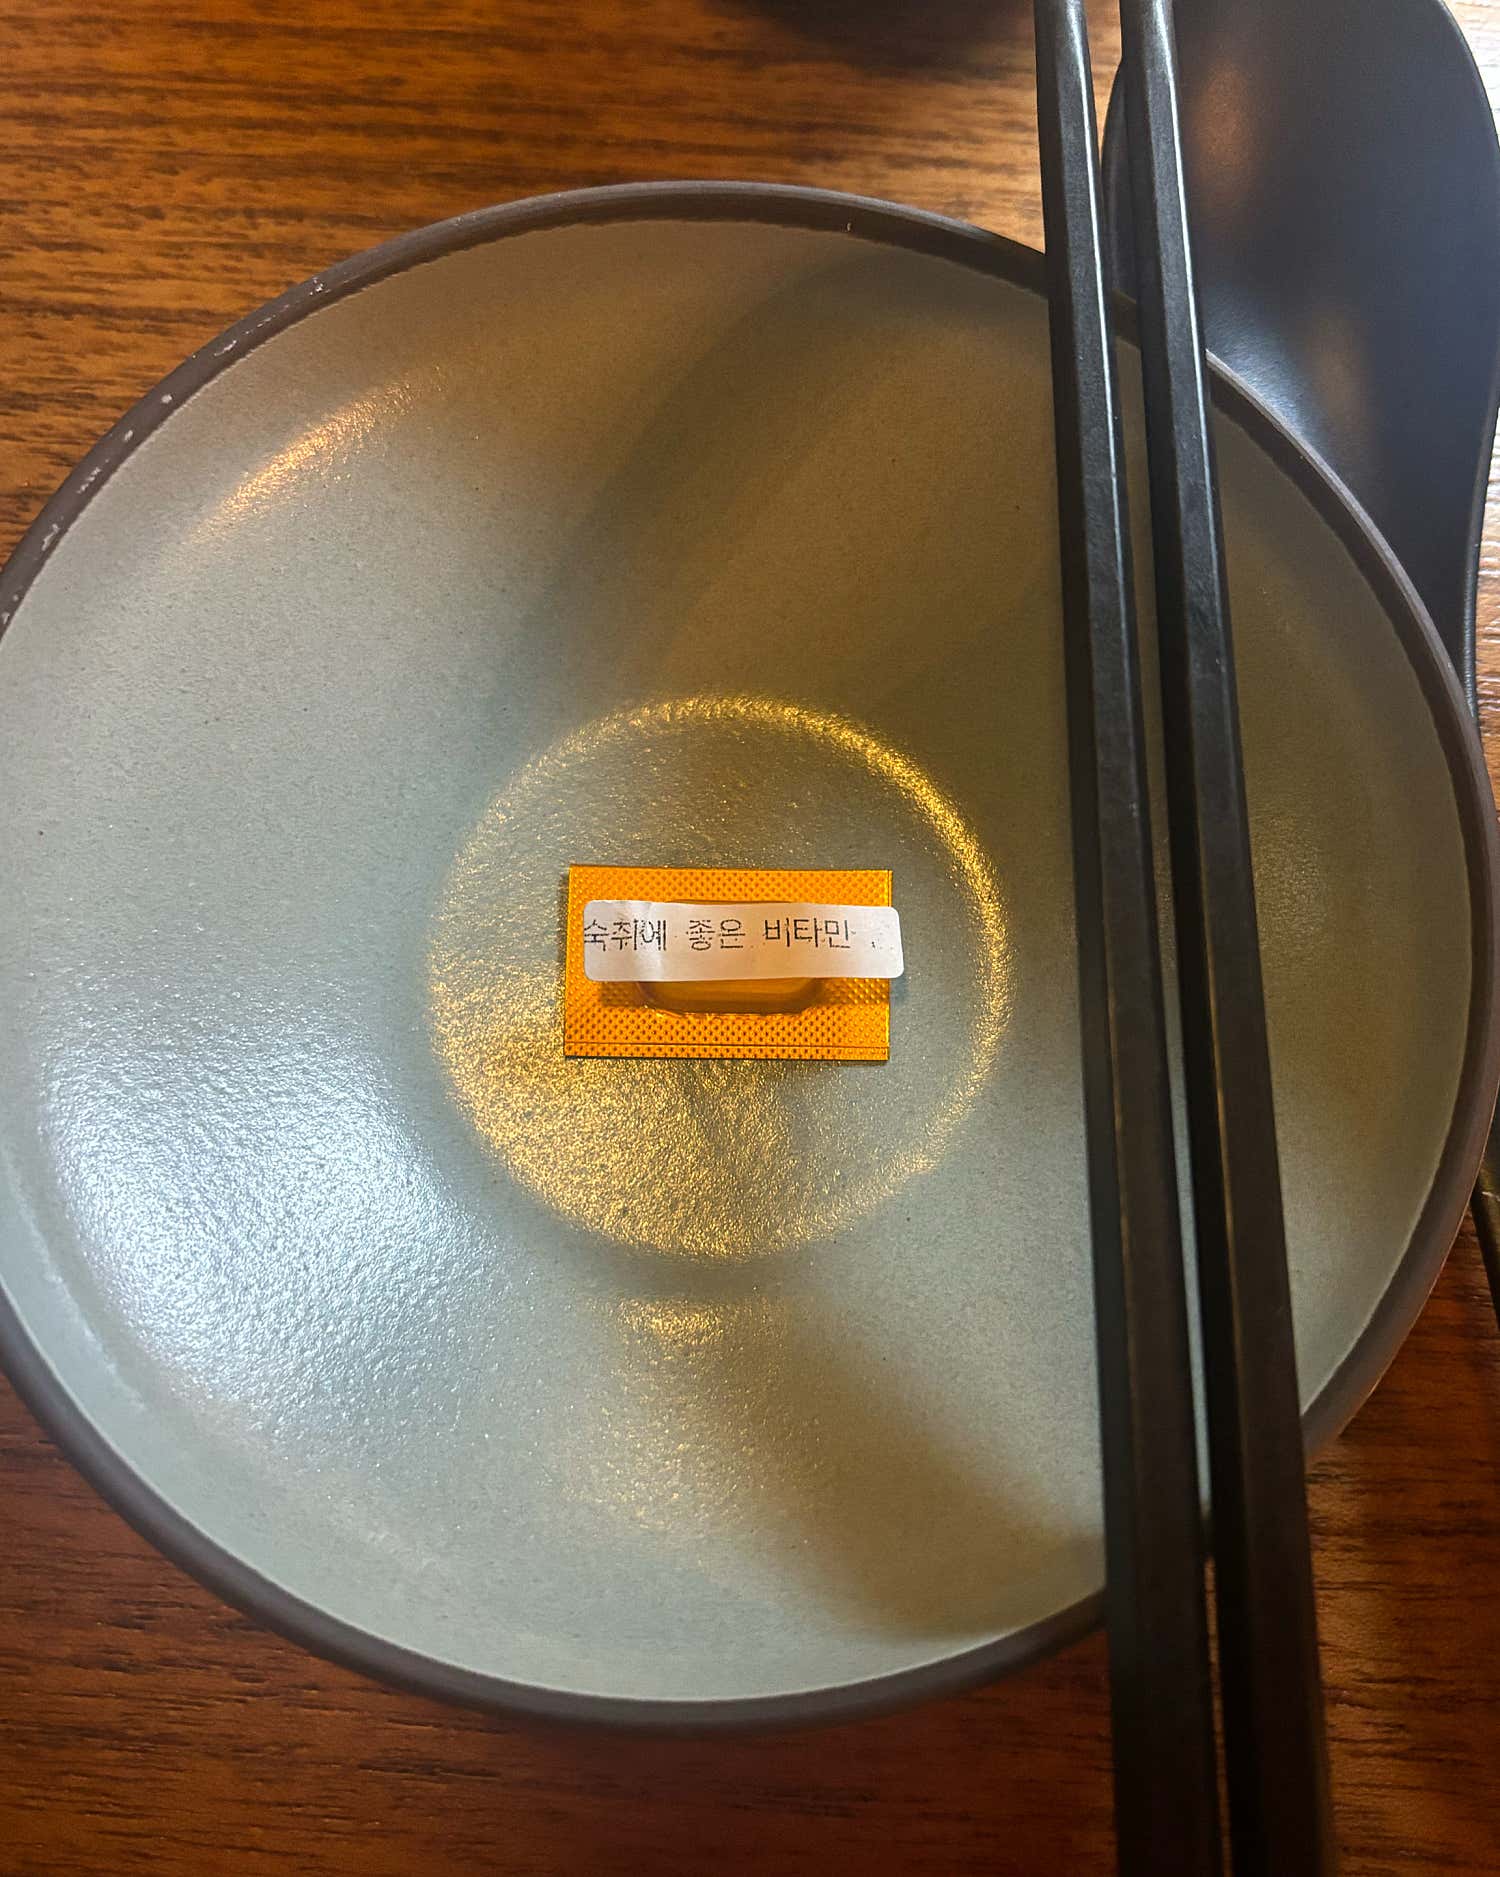 숙취에 좋은 비타민 .